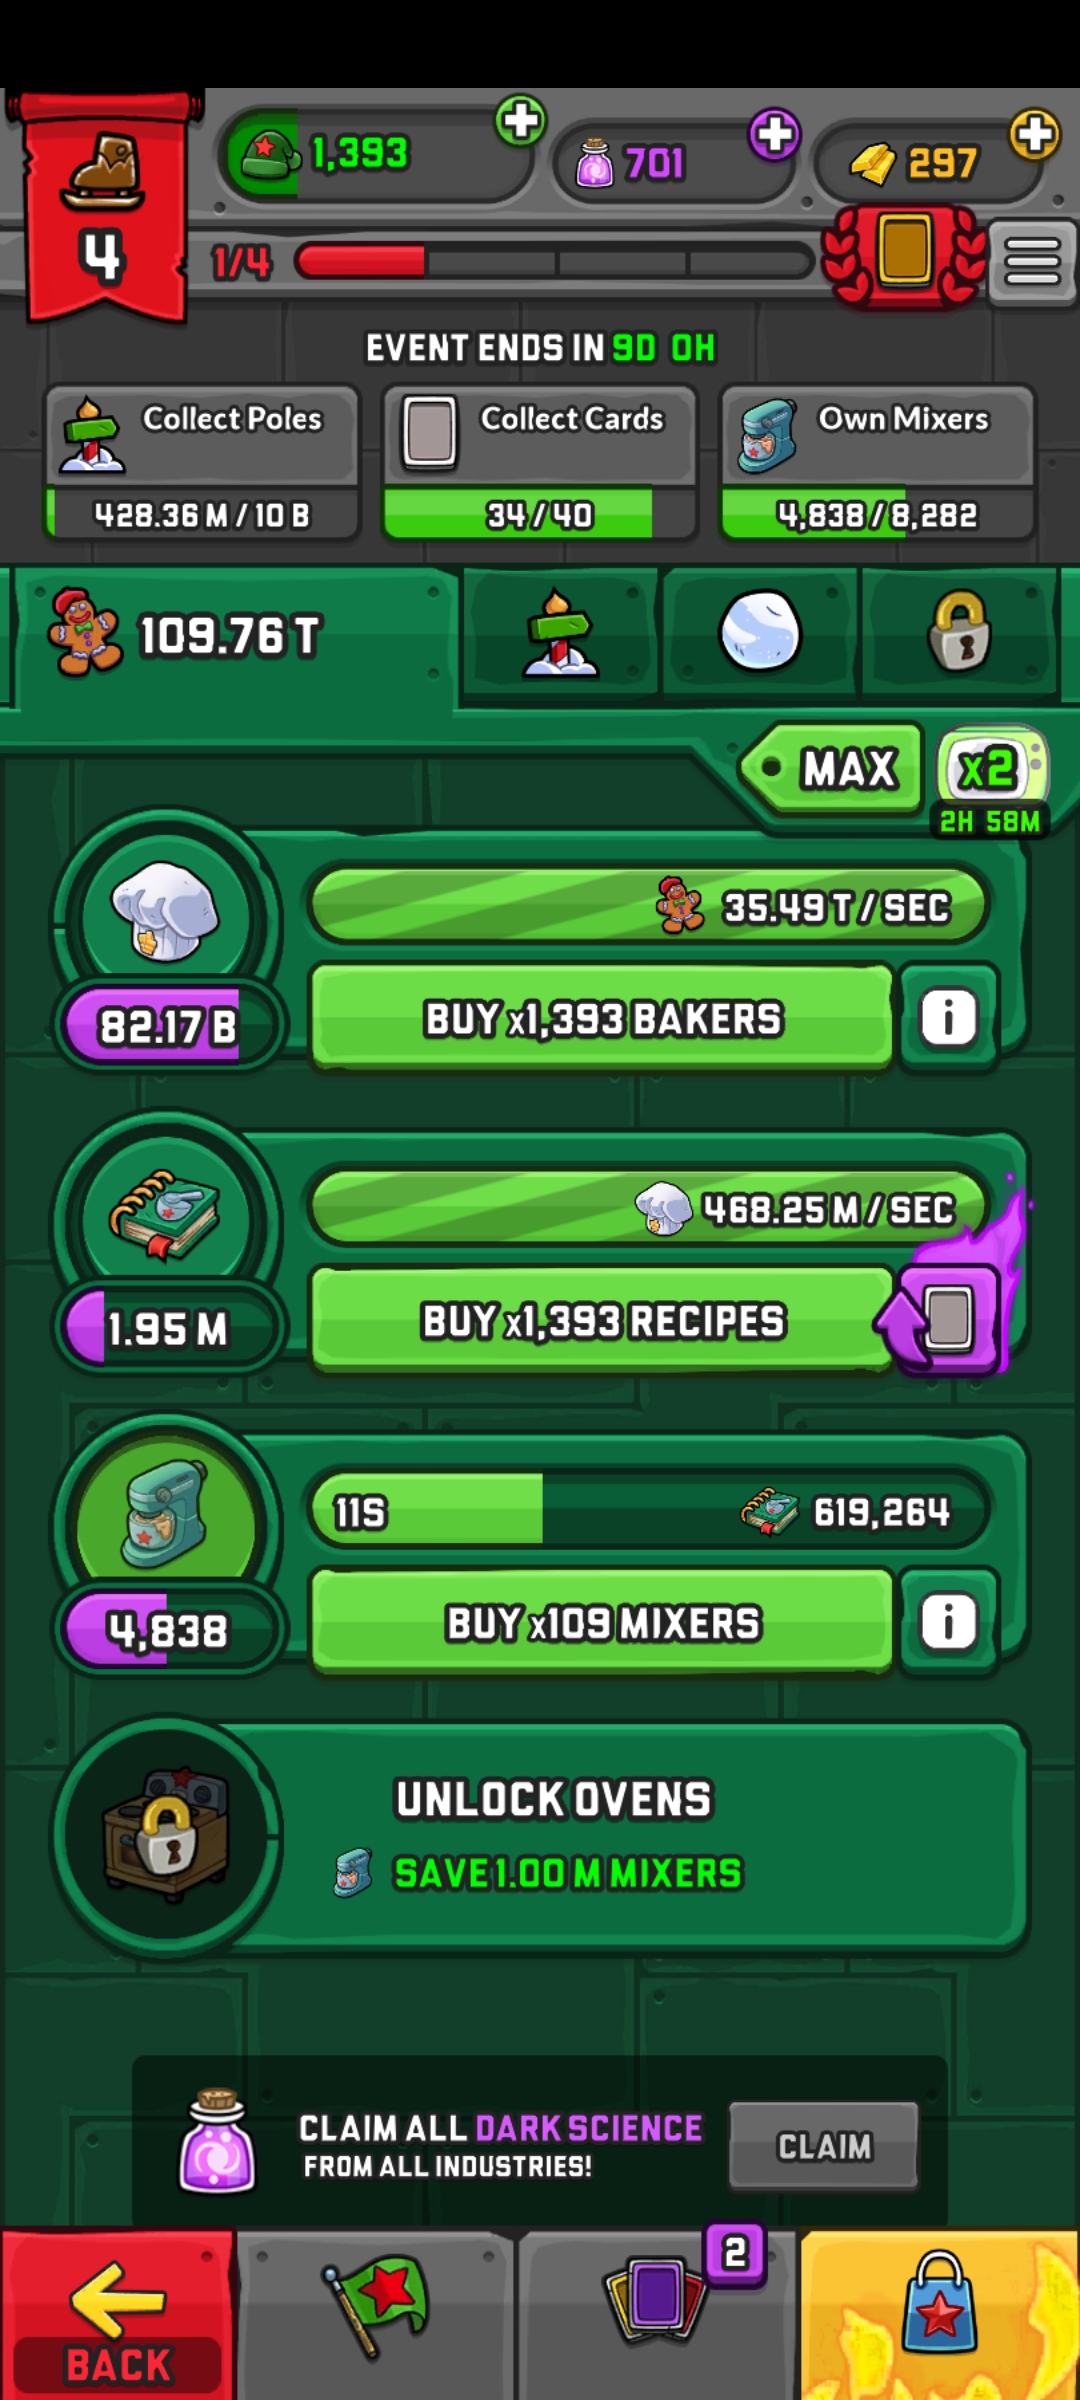 1,393
701
297
4
1/4
EVENT ENDS IN 9D 0H
Collect Poles
428.36 M / 10 B
Collect Cards
34 / 40
Own Mixers
4,838 / 8,282
109.76 T
MAX
x2
2H 58M
35.49 T / SEC
82.17 B
BUY x1,393 BAKERS
i
468.25 M / SEC
1.95 M
BUY x1,393 RECIPES
11S
619,264
4,838
BUY x109 MIXERS
i
UNLOCK OVENS
SAVE 1.00 M MIXERS
CLAIM ALL DARK SCIENCE
FROM ALL INDUSTRIES!
CLAIM
2
BACK